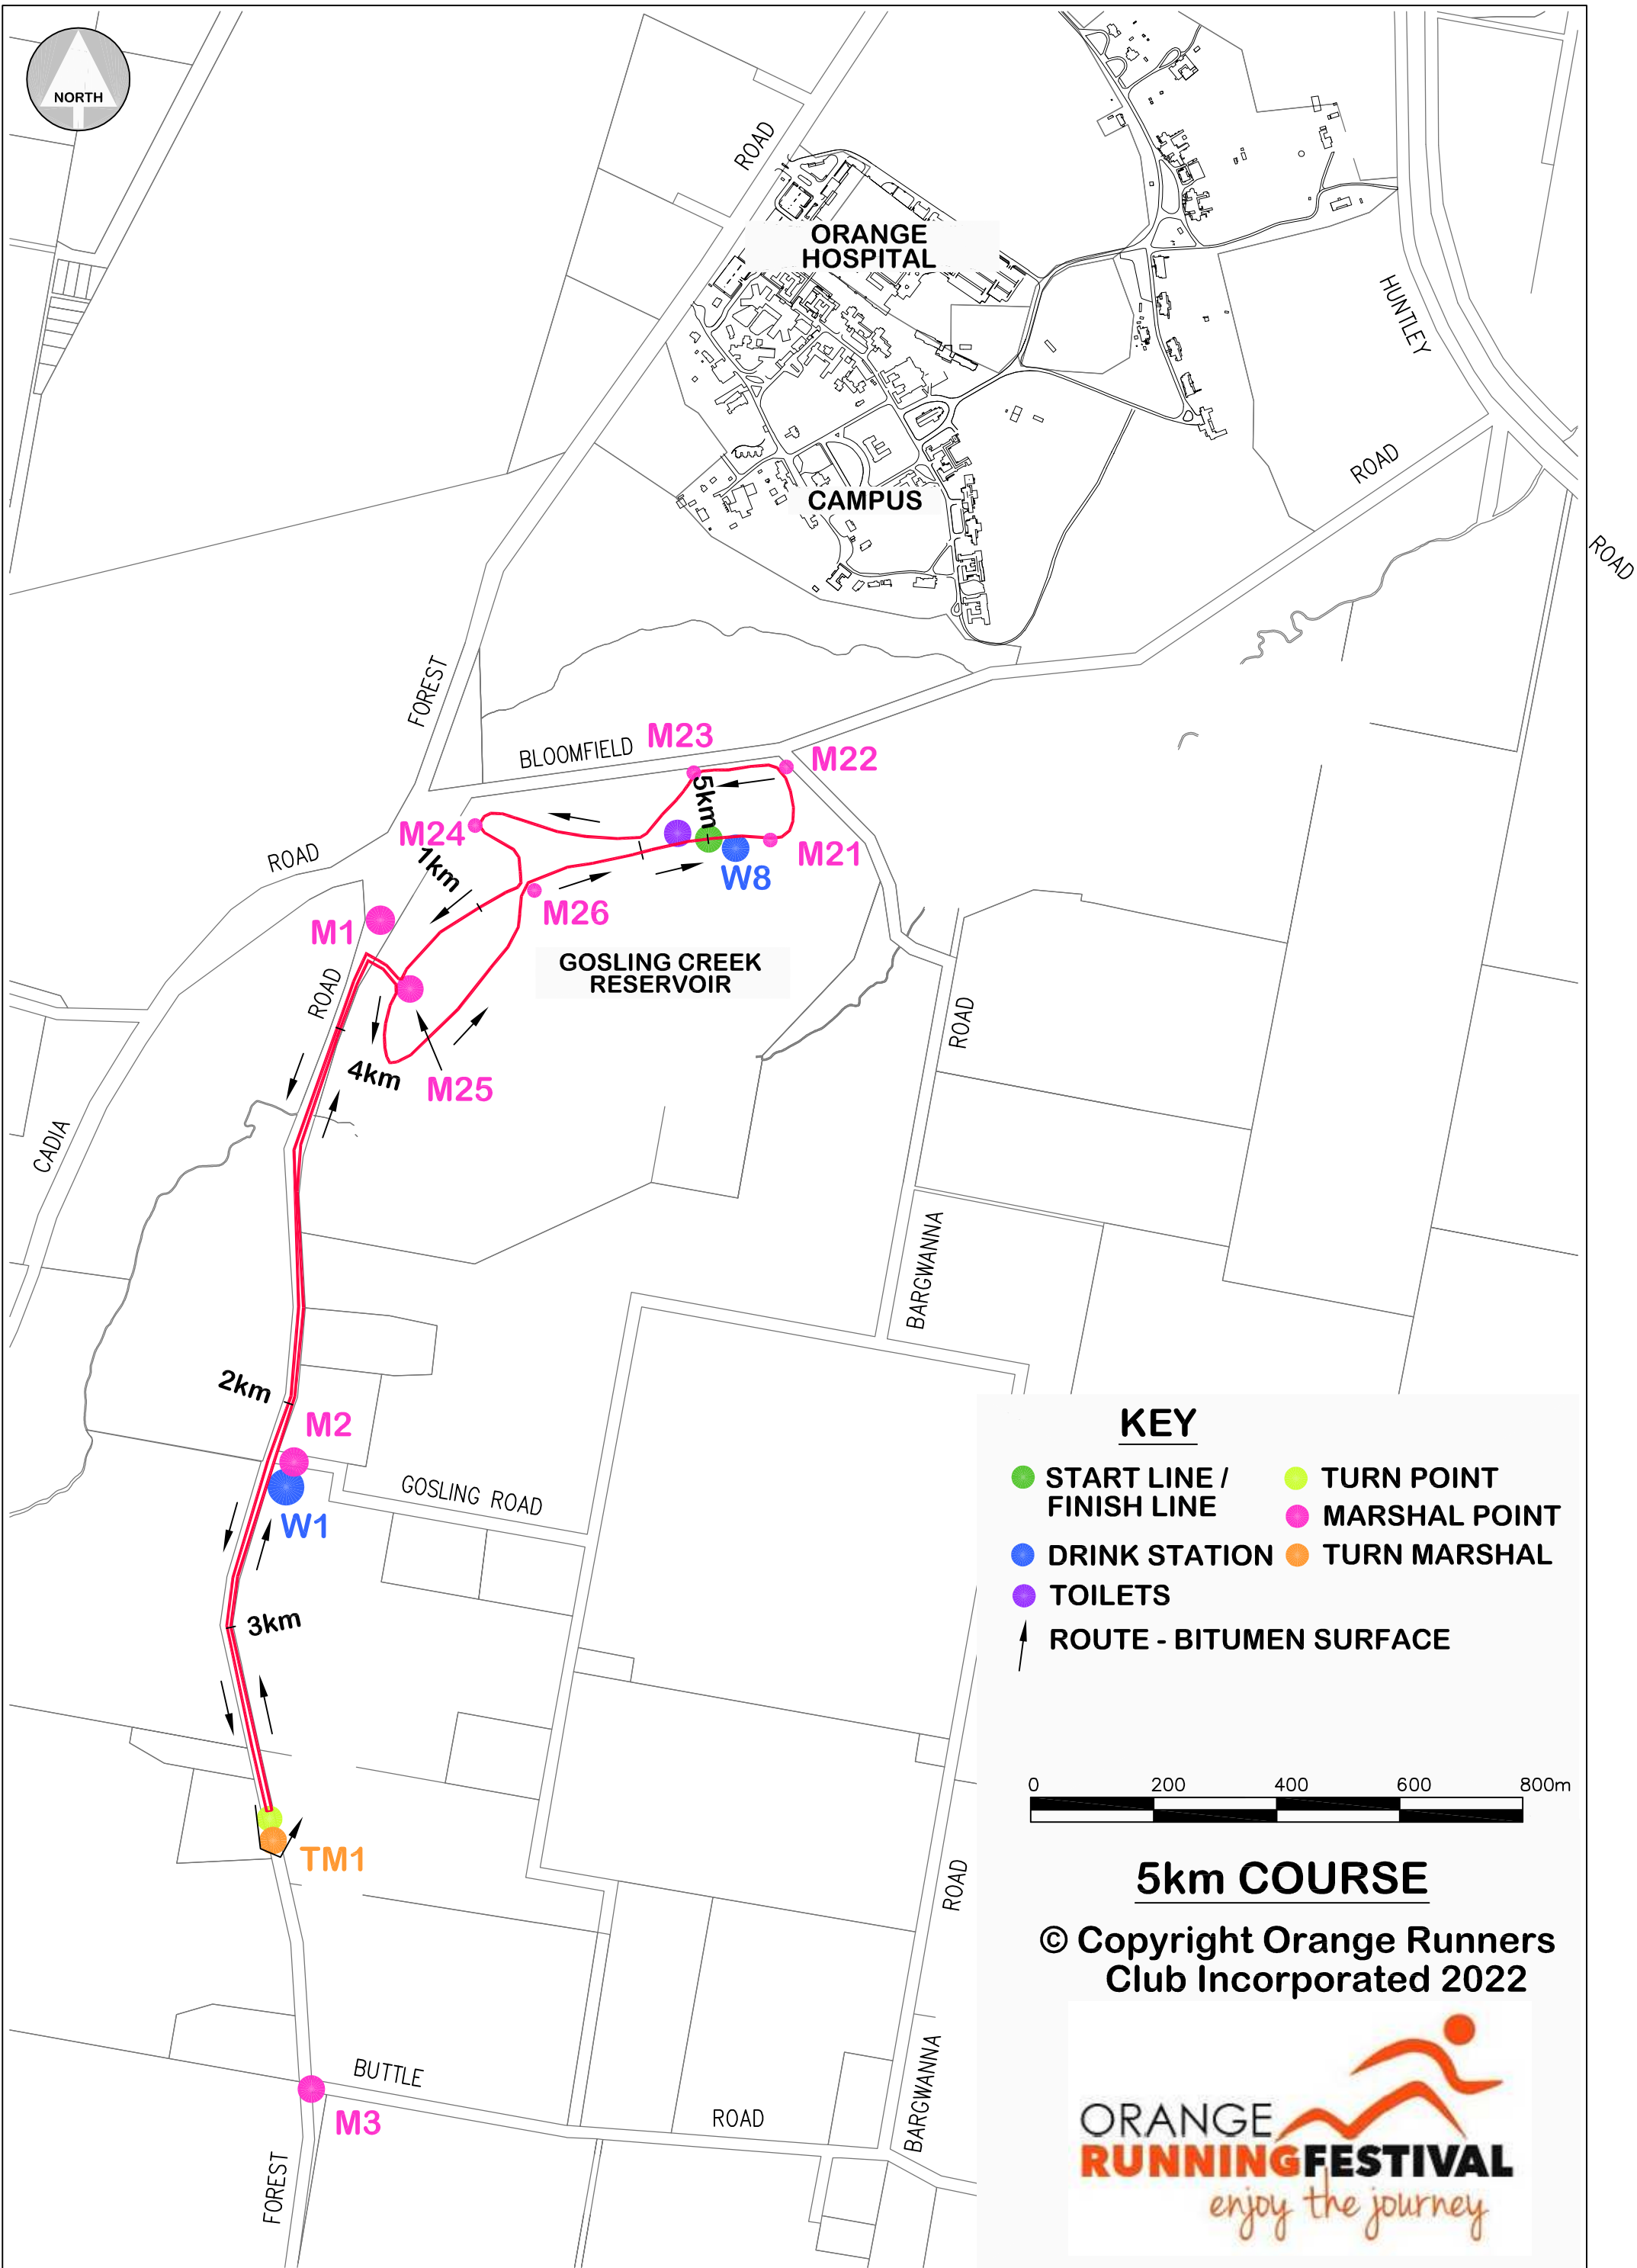 NORTH
ROAD
ORANGE
HOSPITAL
HUNTLEY
ROAD
CAMPUS
ROAD
FOREST
BLOOMFIELD
M23
M22
5km
M24
M21
ROAD
1km
W8
M26
M1
GOSLING CREEK
RESERVOIR
ROAD
ROAD
4km
M25
CADIA
BARGWANNA
2km
M2
GOSLING ROAD
W1
3km
TM1
KEY
START LINE /
FINISH LINE
TURN POINT
MARSHAL POINT
DRINK STATION
TURN MARSHAL
TOILETS
ROUTE - BITUMEN SURFACE
0 200 400 600 800m
5km COURSE
ROAD
© Copyright Orange Runners
Club Incorporated 2022
BUTTLE
ROAD
BARGWANNA
M3
FOREST
ORANGE
RUNNINGFESTIVAL
enjoy the journey